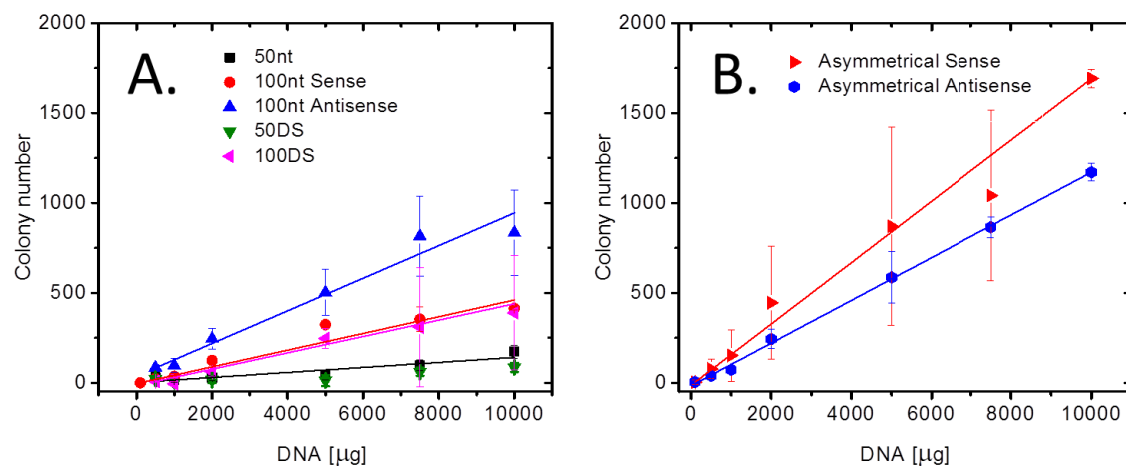 A.
50nt
100nt Sense
100nt Antisense
50DS
100DS
2000
1500
1000
500
0
Colony number
0 2000 4000 6000 8000 10000
DNA [µg]
B.
Asymmetrical Sense
Asymmetrical Antisense
2000
1500
1000
500
0
Colony number
0 2000 4000 6000 8000 10000
DNA [µg]